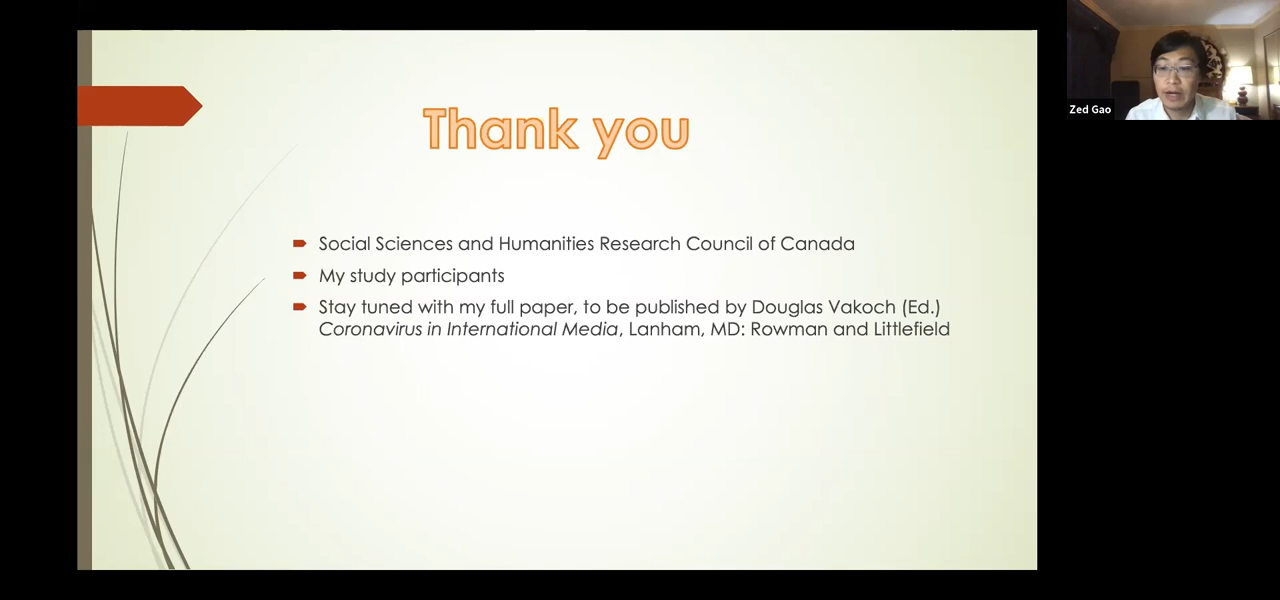 Thank you
Zed Gao
Social Sciences and Humanities Research Council of Canada
My study participants
Stay tuned with my full paper, to be published by Douglas Vakoch (Ed.)
Coronavirus in International Media, Lanham, MD: Rowman and Littlefield